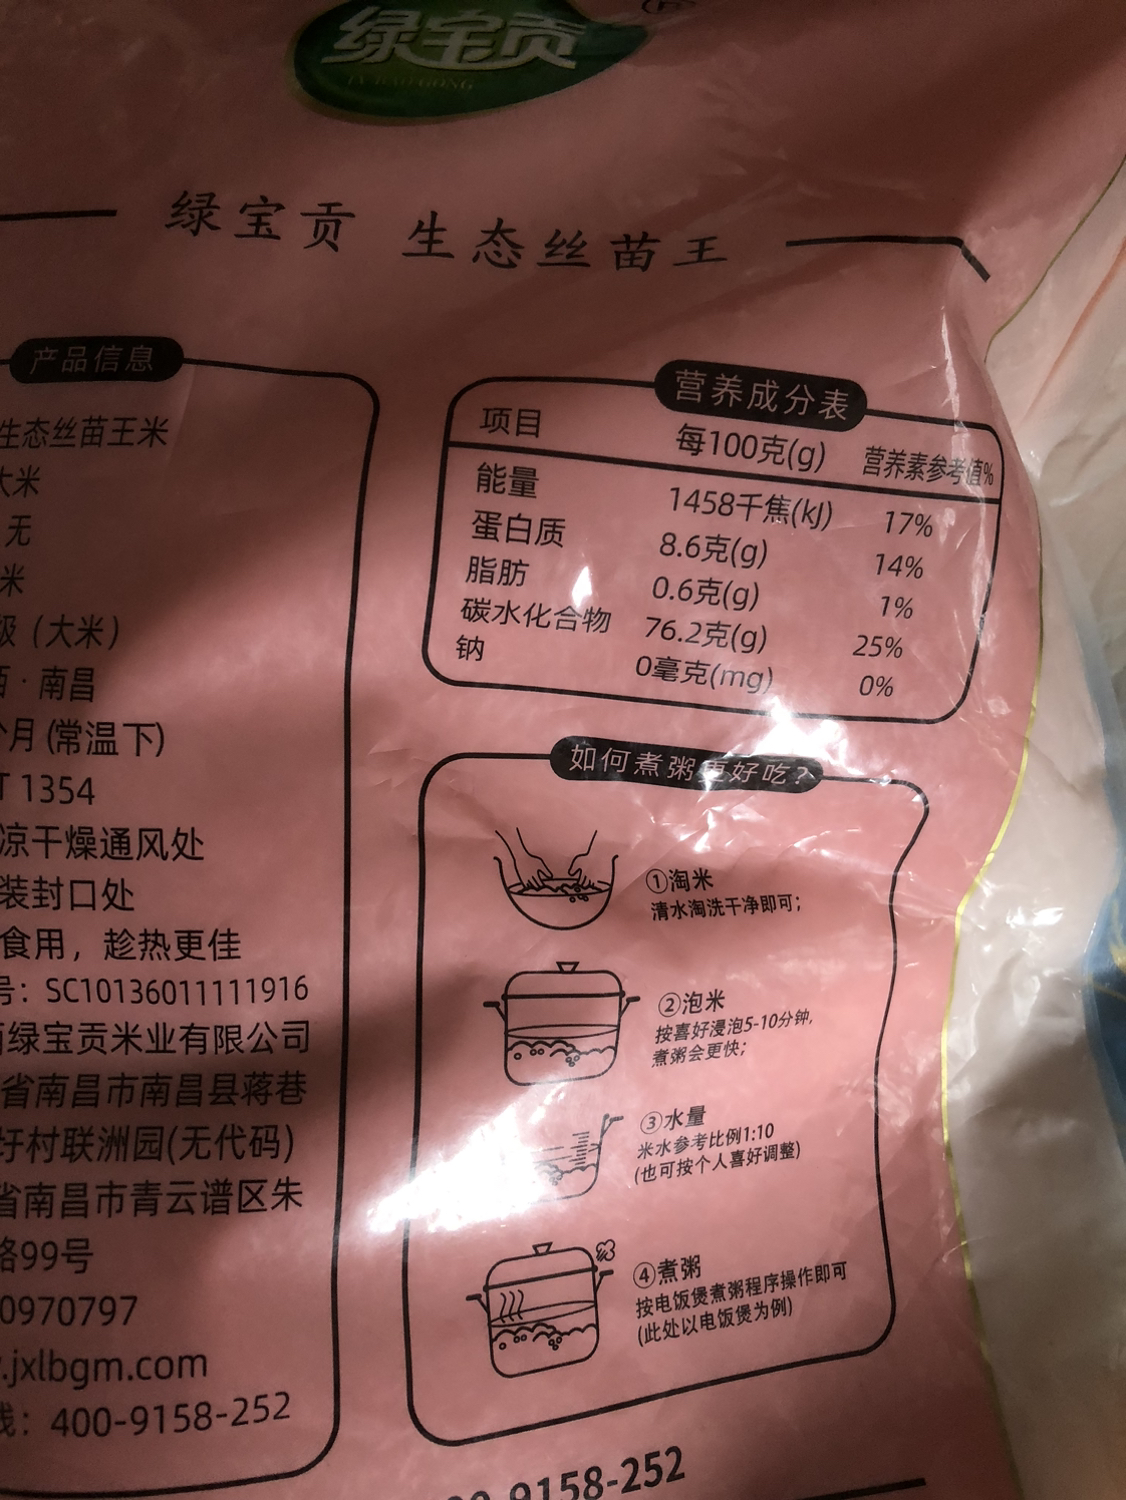 绿宝贡
LV BAO GONG
绿宝贡 生态丝苗王
产品信息
生态丝苗王米
大米
无
米
级（大米）
· 南昌
个月(常温下)
T 1354
凉干燥通风处
装封口处
食用，趁热更佳
号：SC10136011111916
绿宝贡米业有限公司
省南昌市南昌县蒋巷
圩村联洲园(无代码)
省南昌市青云谱区朱
路99号
0970797
.jxlbgm.com
线：400-9158-252
营养成分表
项目 每100克(g) 营养素参考值%
能量 1458千焦(kJ) 17%
蛋白质 8.6克(g) 14%
脂肪 0.6克(g) 1%
碳水化合物 76.2克(g) 25%
钠 0毫克(mg) 0%
如何煮粥更好吃?
①淘米
清水淘洗干净即可；
②泡米
按喜好浸泡5-10分钟，
煮粥会更快；
③水量
米水参考比例1:10
(也可按个人喜好调整)
④煮粥
按电饭煲煮粥程序操作即可
(此处以电饭煲为例)
9158-252